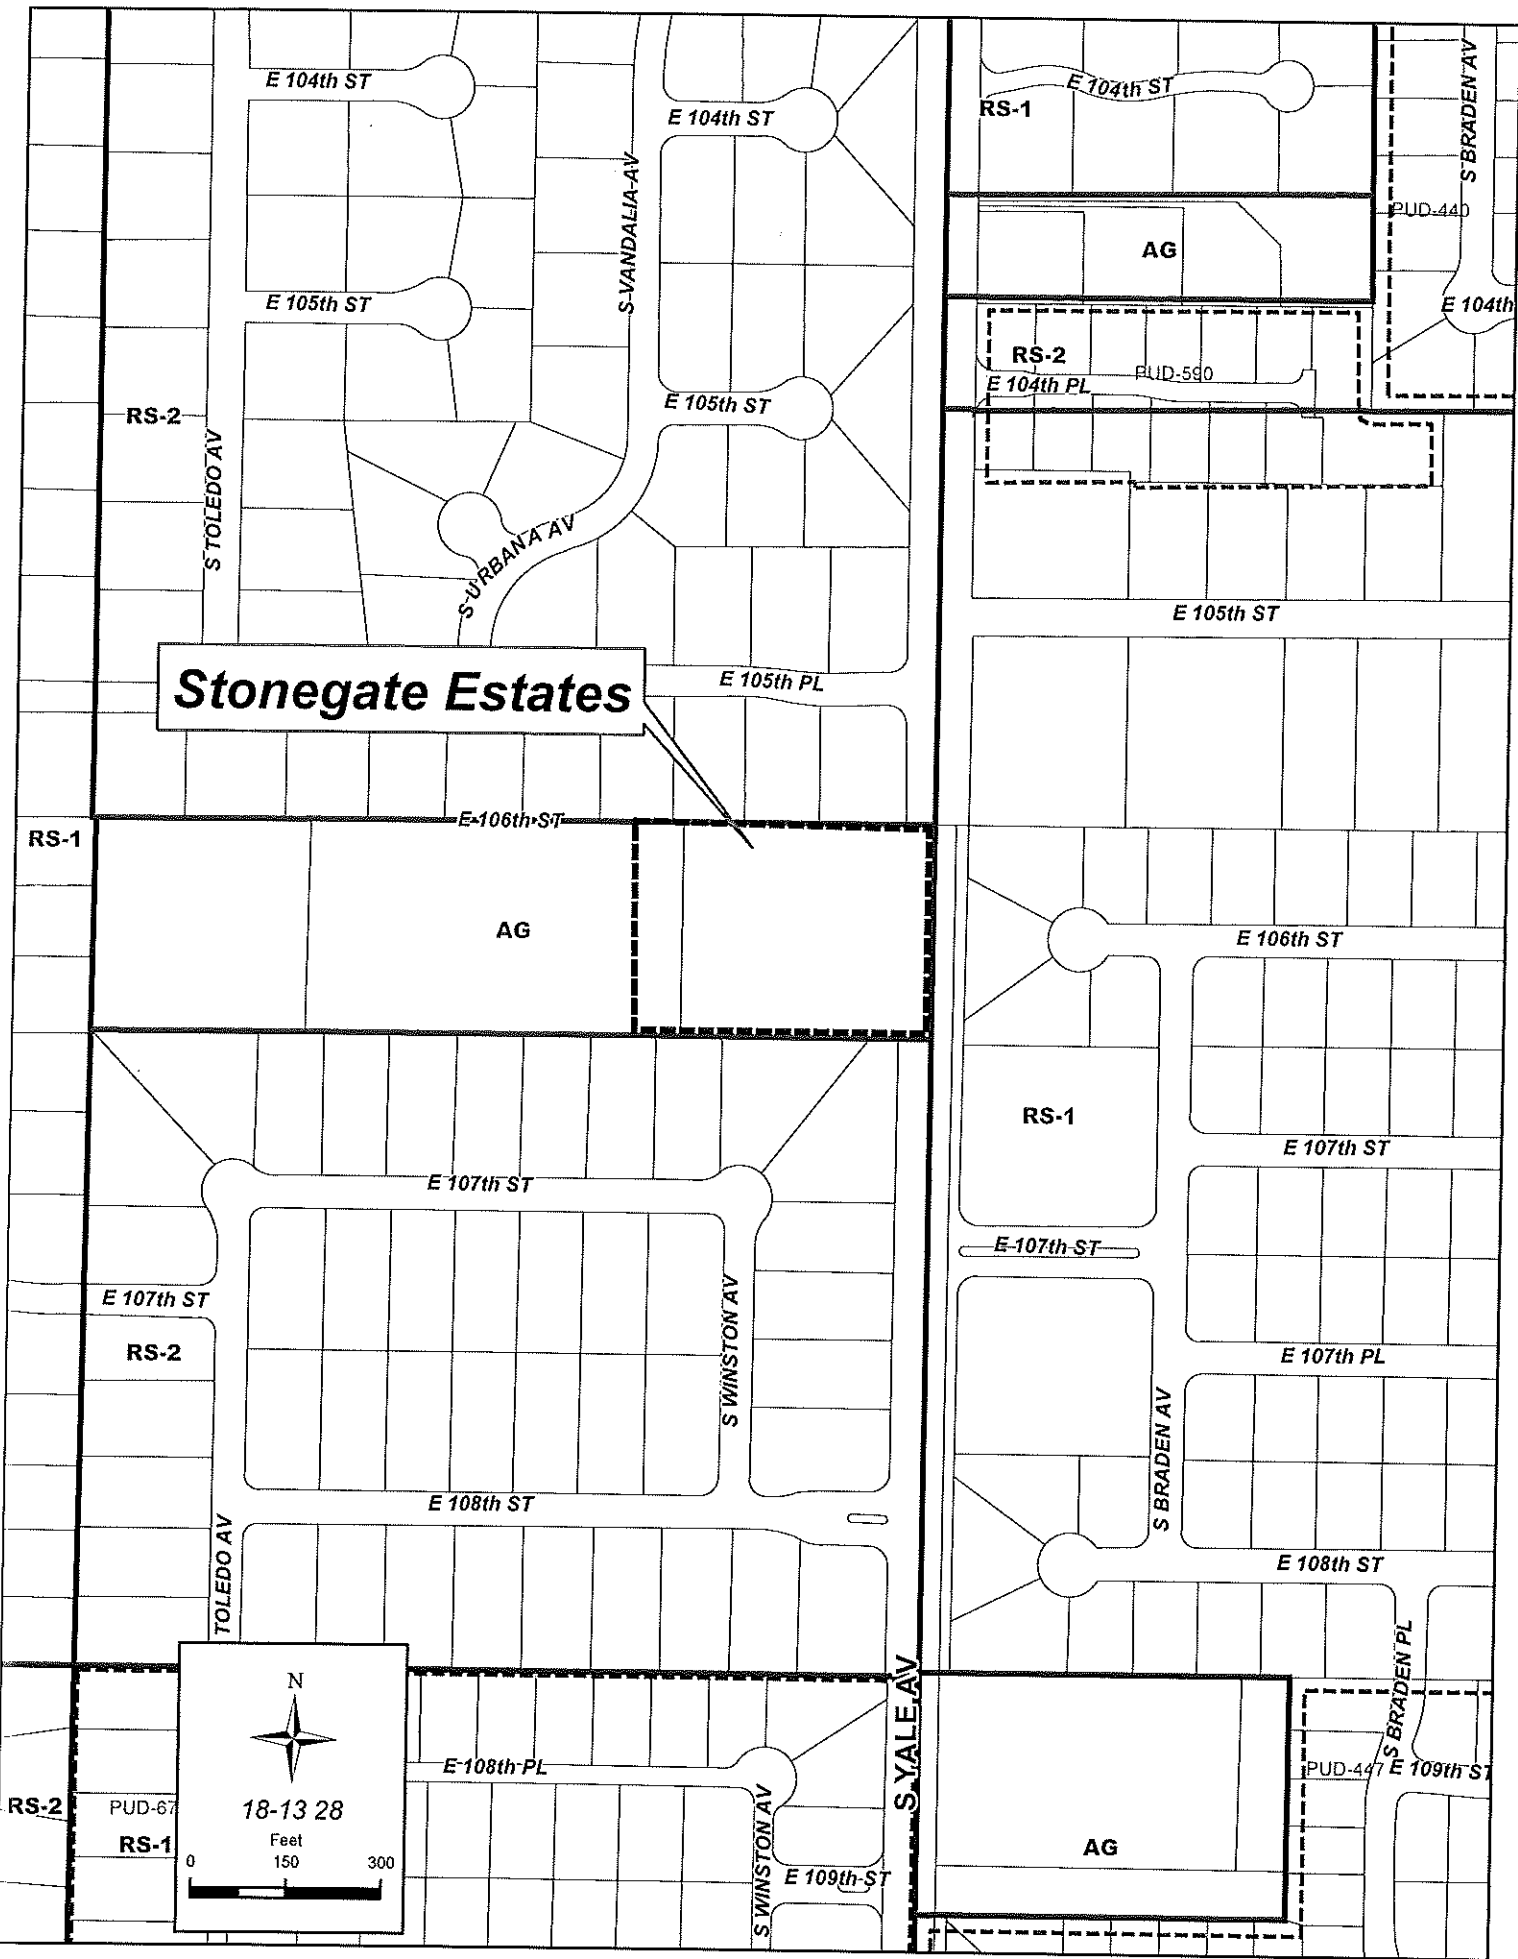 E 104th ST
E 104th ST
E 104th ST
RS-1
S BRADEN AV
S VANDALIA AV
PUD-440
AG
E 105th ST
E 104th
RS-2
PUD-590
E 104th PL
E 105th ST
RS-2
S TOLEDO AV
S URBANA AV
E 105th ST
Stonegate Estates
E 105th PL
E 106th ST
RS-1
AG
E 106th ST
RS-1
E 107th ST
E 107th ST
E 107th ST
E 107th ST
RS-2
S WINSTON AV
E 107th PL
S BRADEN AV
E 108th ST
TOLEDO AV
E 108th ST
S YALE AV
S BRADEN PL
N
E 108th PL
PUD-447
E 109th ST
RS-2
PUD-67
18-13 28
RS-1
Feet
0 150 300
S WINSTON AV
E 109th ST
AG